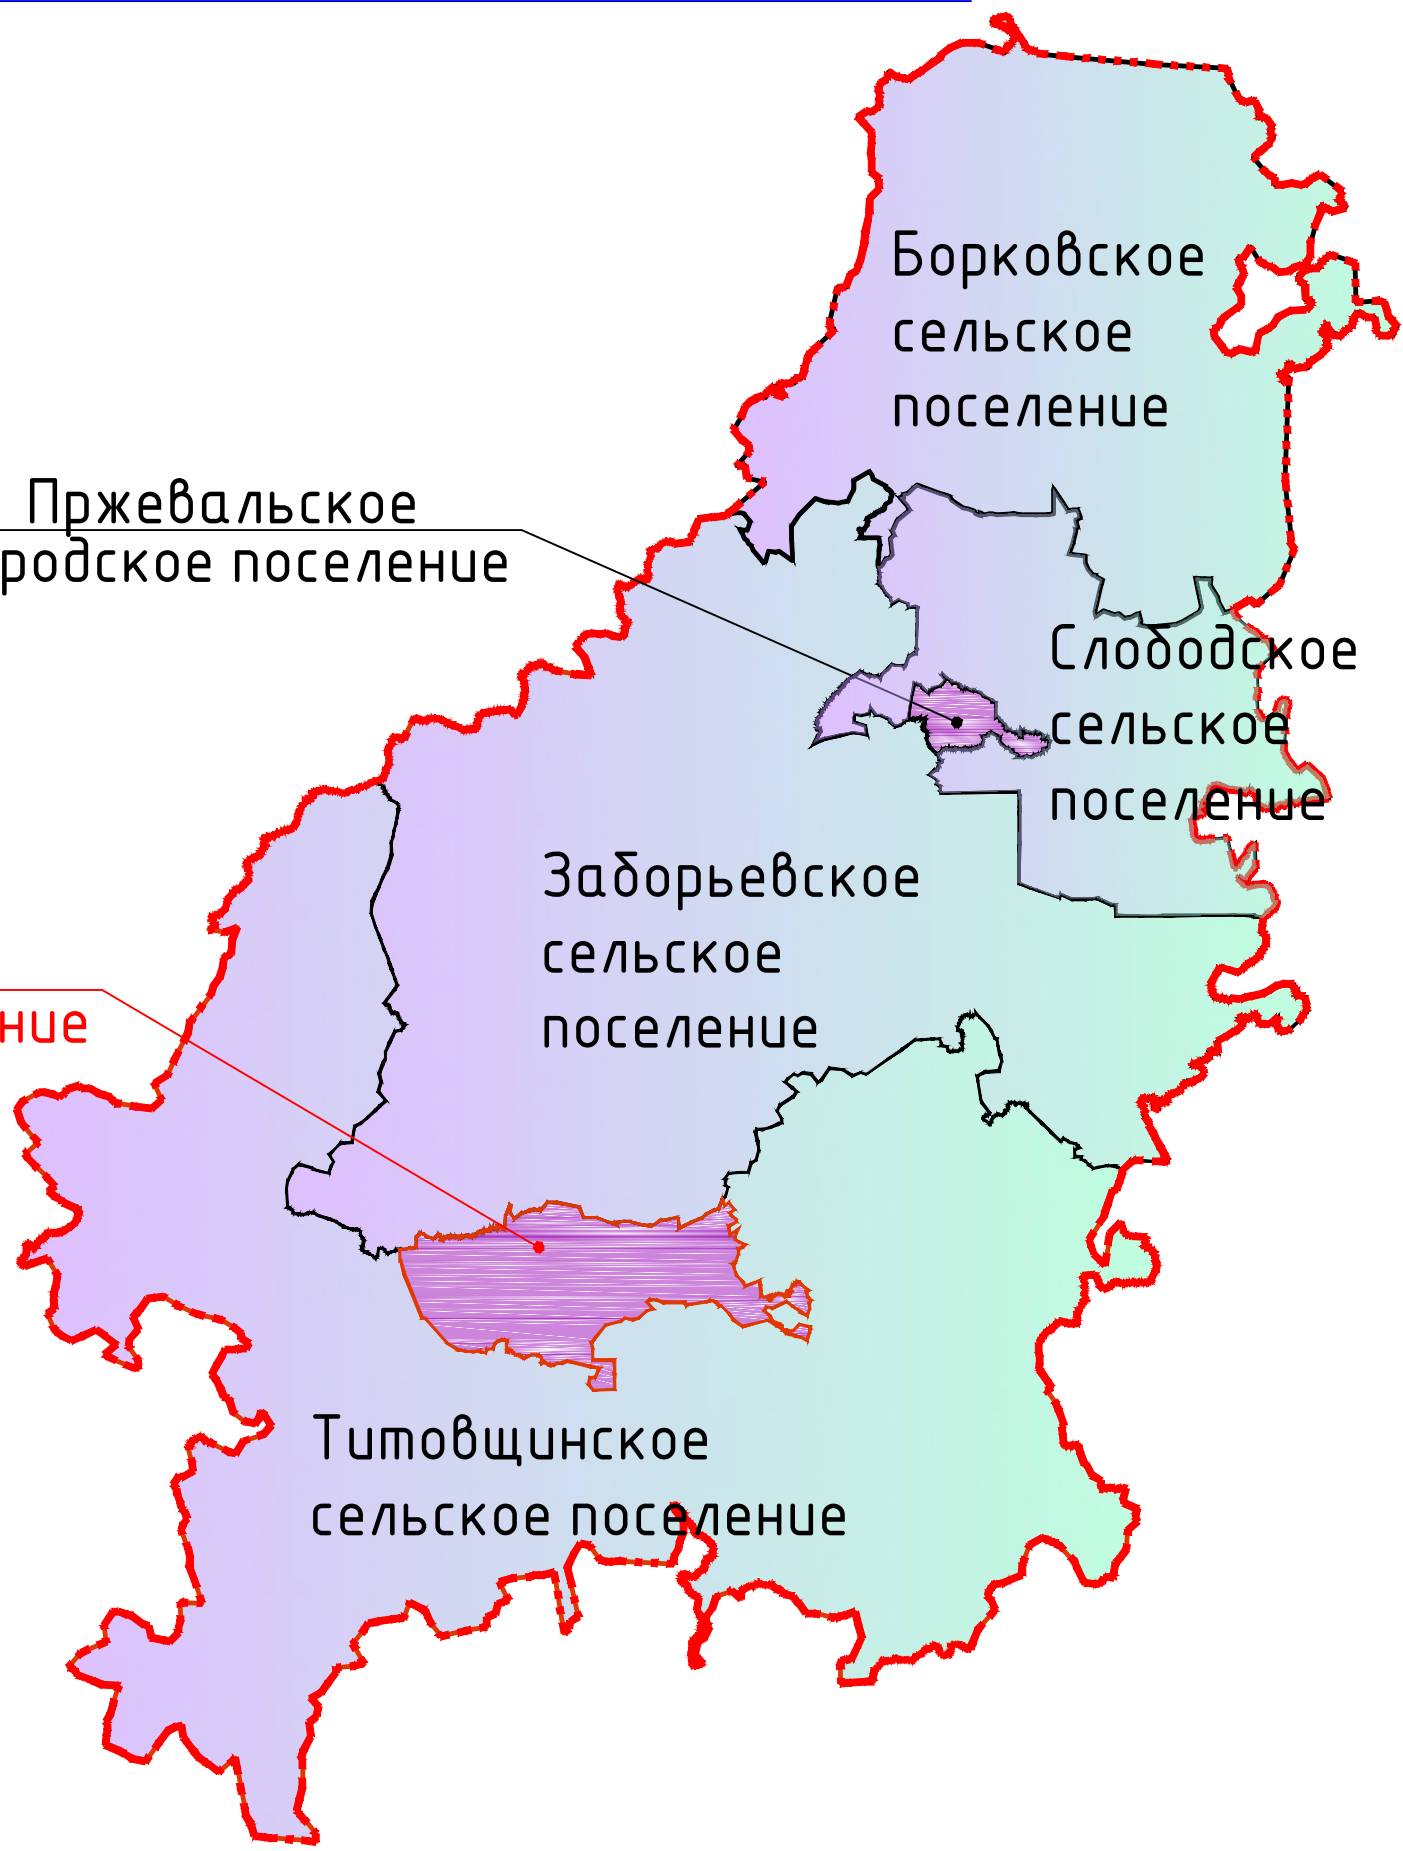 Борковское
сельское
поселение
Пржевальское
родское поселение
Слободское
сельское
поселение
Заборьевское
сельское
поселение
ние
Титовщинское
сельское поселение